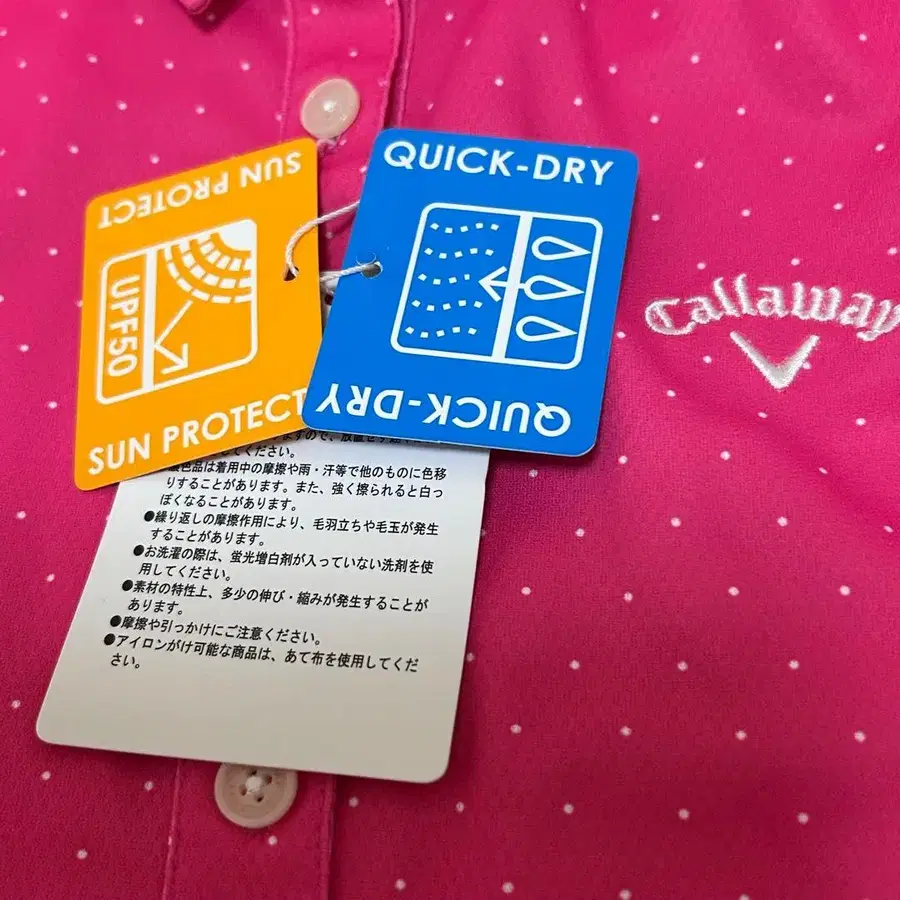 SUN PROTECT
UPF50
SUN PROTECT
QUICK-DRY
QUICK-DRY
Callaway
してください。
色品は着用中の摩擦や雨・汗等で他のものに色移
りすることがあります。また、強く擦られると白っ
ぽくなることがあります。
●繰り返しの摩擦作用により、毛羽立ちや毛玉が発生
することがあります。
●お洗濯の際は、蛍光増白剤が入っていない洗剤を使
用してください。
●素材の特性上、多少の伸び・縮みが発生することが
あります。
●摩擦や引っかけにご注意ください。
●アイロンがけ可能な商品は、あて布を使用してくだ
さい。